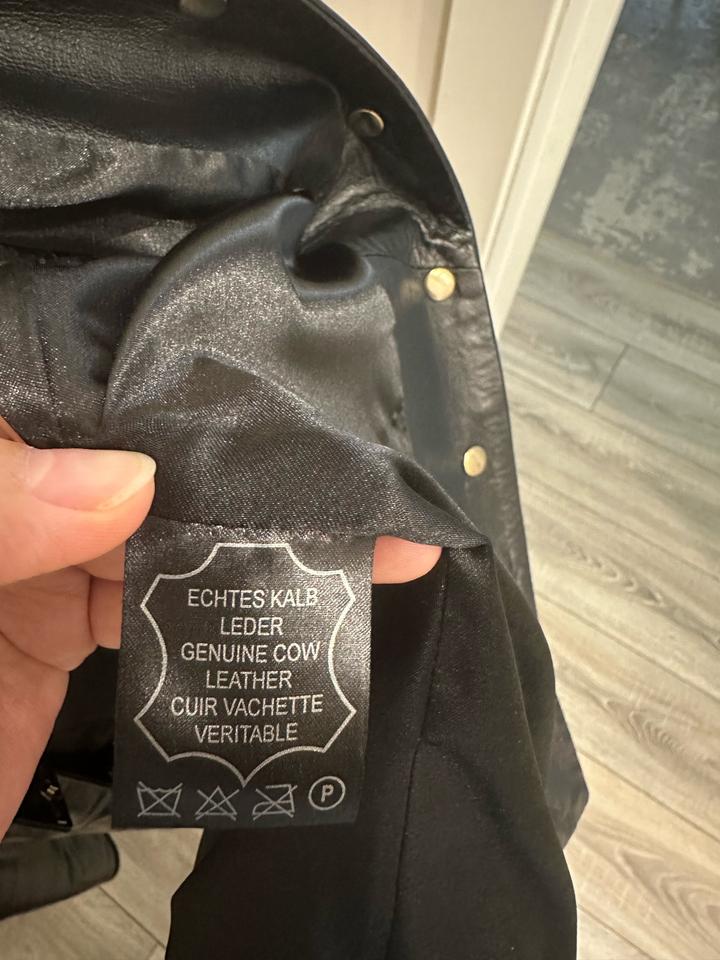 ECHTES KALB
LEDER
GENUINE COW
LEATHER
CUIR VACHETTE
VERITABLE
P